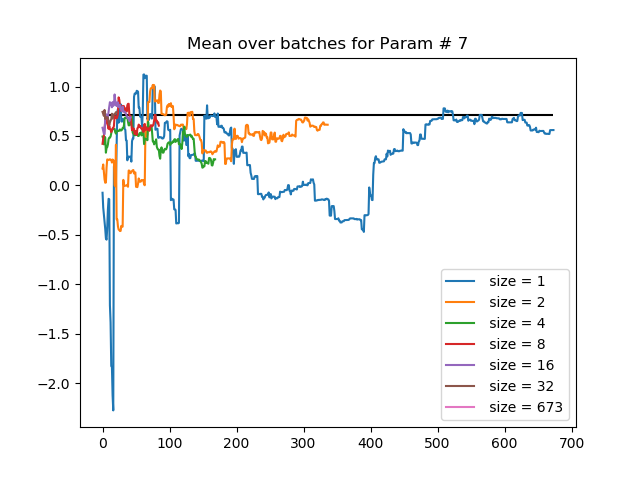 Mean over batches for Param # 7
1.0
0.5
0.0
−0.5
−1.0
−1.5
−2.0
0 100 200 300 400 500 600 700
size = 1
size = 2
size = 4
size = 8
size = 16
size = 32
size = 673